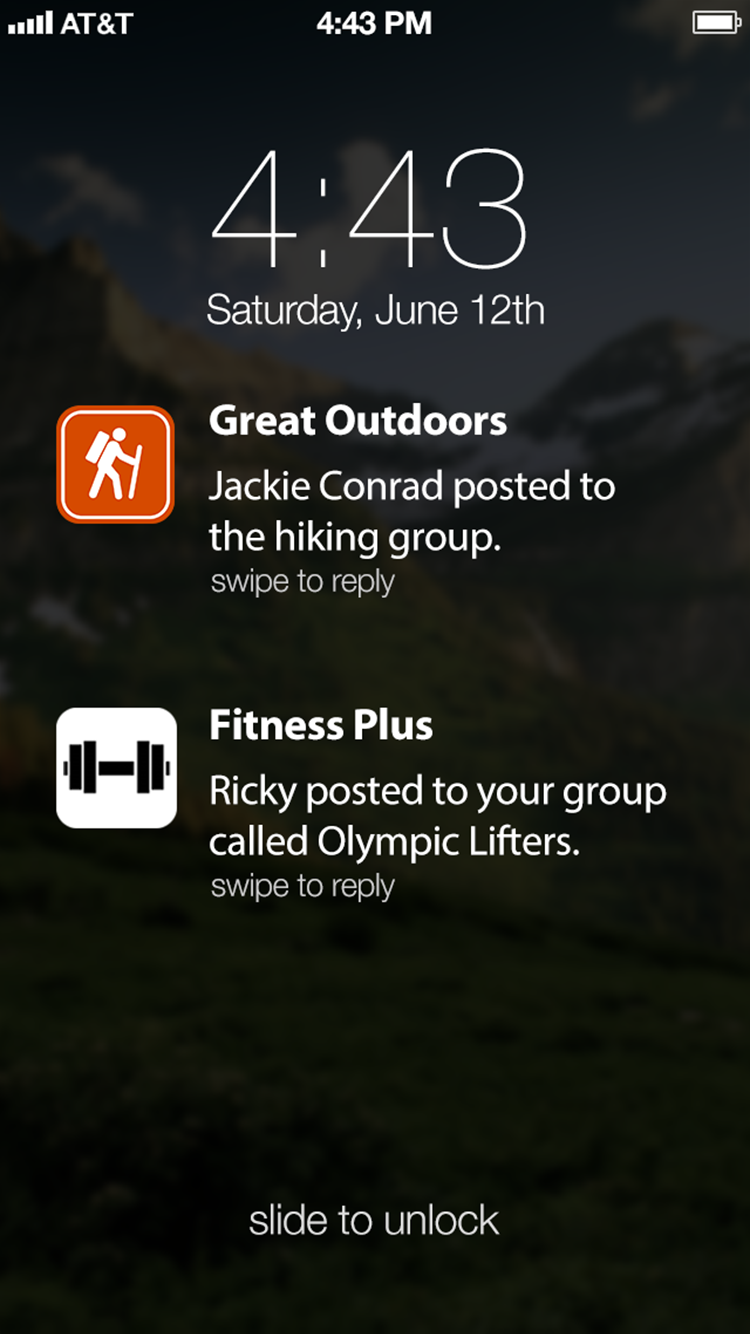 AT&T 4:43 PM
4:43
Saturday, June 12th
Great Outdoors
Jackie Conrad posted to
the hiking group.
swipe to reply
Fitness Plus
Ricky posted to your group
called Olympic Lifters.
swipe to reply
slide to unlock